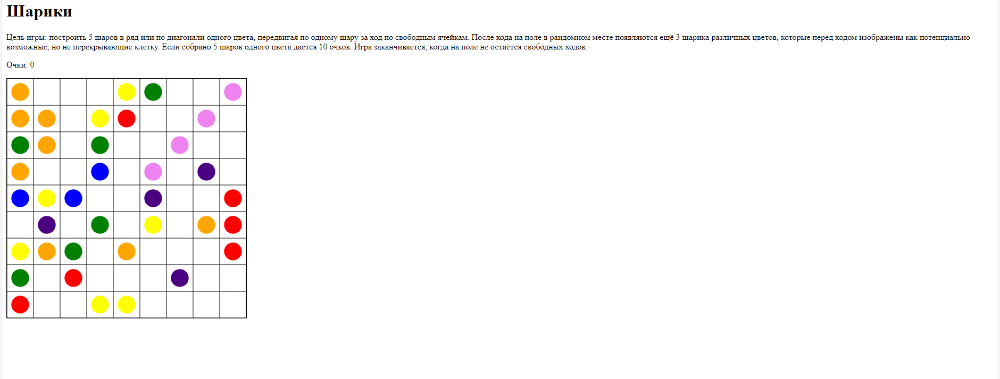 Шарики
Цель игры: построить 5 шаров в ряд или по диагонали одного цвета, передвигая по одному шару за ход по свободным ячейкам. После хода на поле в рандомном месте появляются ещё 3 шарика различных цветов, которые перед ходом изображены как потенциально
возможные, но не перекрывающие клетку. Если собрано 5 шаров одного цвета даётся 10 очков. Игра заканчивается, когда на поле не остаётся свободных ходов.
Очки: 0